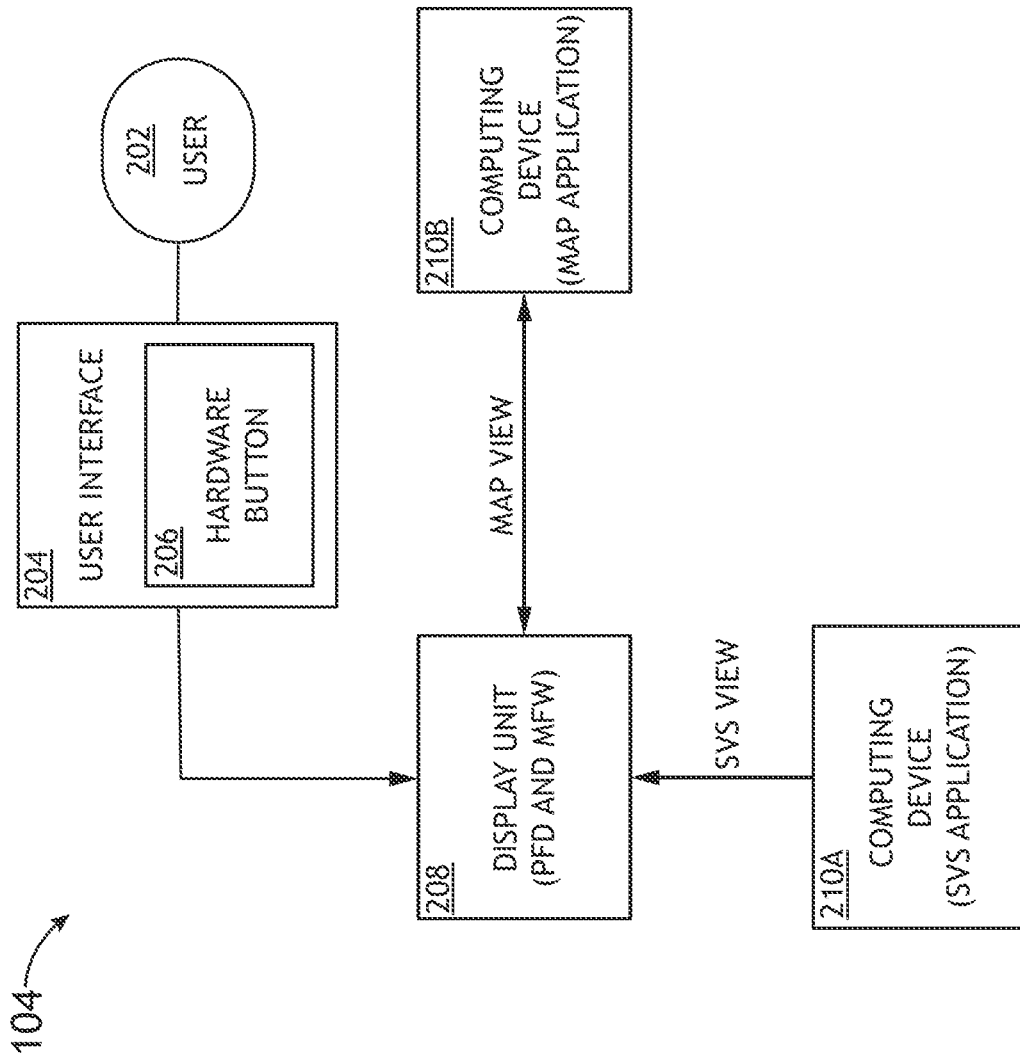 104
204
USER INTERFACE
206
HARDWARE
BUTTON
202
USER
208
DISPLAY UNIT
(PFD AND MFW)
MAP VIEW
210B
COMPUTING
DEVICE
(MAP APPLICATION)
SVS VIEW
210A
COMPUTING
DEVICE
(SVS APPLICATION)